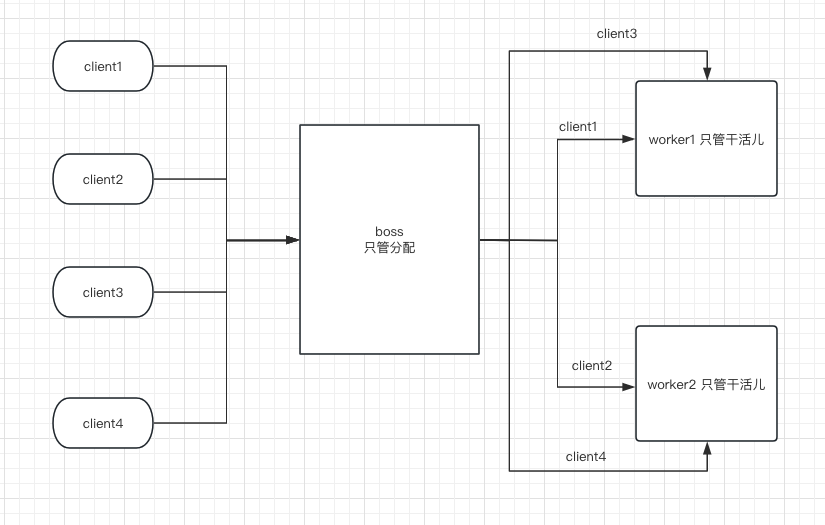 client1
client2
client3
client4
boss
只管分配
client3
client1
worker1 只管干活儿
client2
worker2 只管干活儿
client4